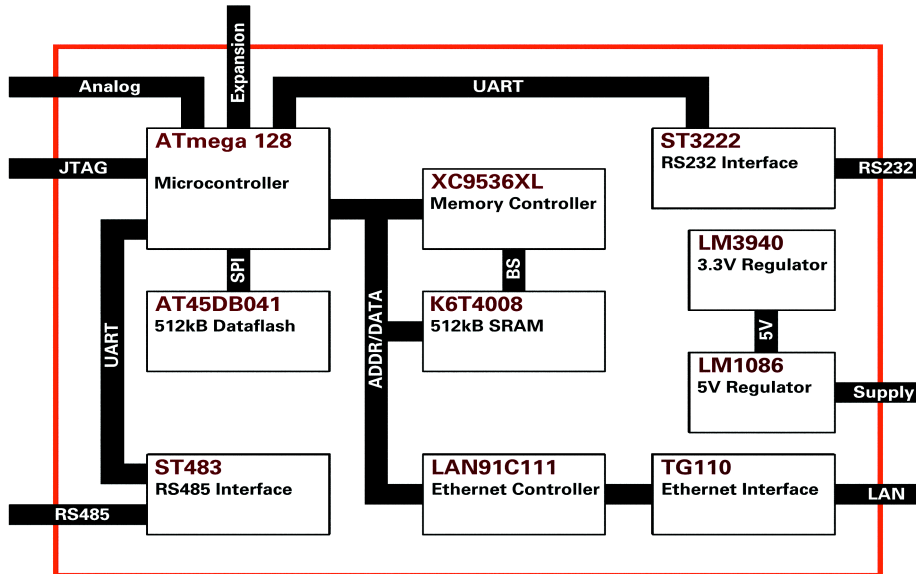 Expansion
Analog
UART
ATmega 128
Microcontroller
ST3222
RS232 Interface
JTAG
RS232
XC9536XL
Memory Controller
LM3940
3.3V Regulator
SPI
BS
AT45DB041
512kB Dataflash
K6T4008
512kB SRAM
UART
ADDR/DATA
5V
LM1086
5V Regulator
Supply
ST483
RS485 Interface
LAN91C111
Ethernet Controller
TG110
Ethernet Interface
LAN
RS485